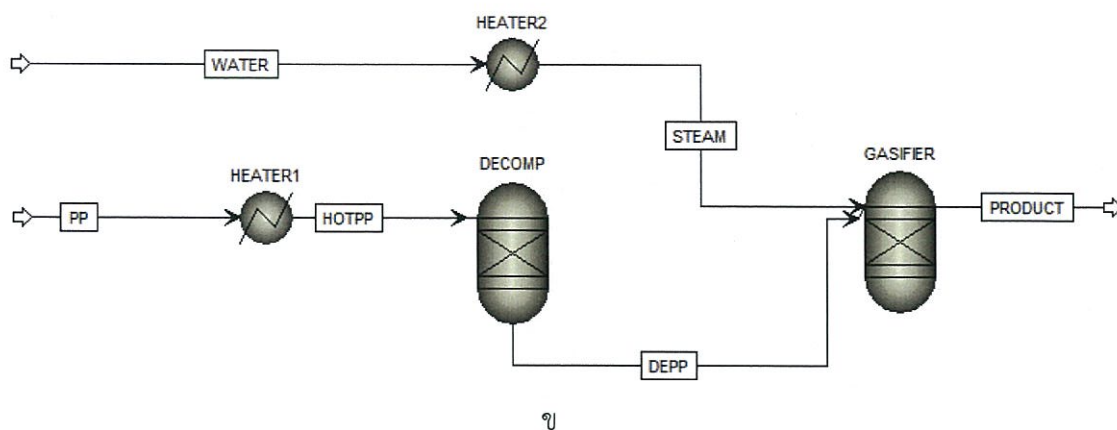 HEATER2
WATER
STEAM
DECOMP
GASIFIER
HEATER1
PP
HOTPP
PRODUCT
DEPP
ข